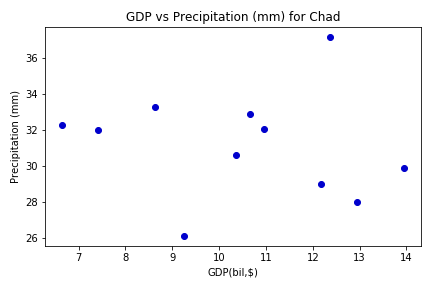 GDP vs Precipitation (mm) for Chad
36
34
32
30
28
26
Precipitation (mm)
7 8 9 10 11 12 13 14
GDP(bil,$)